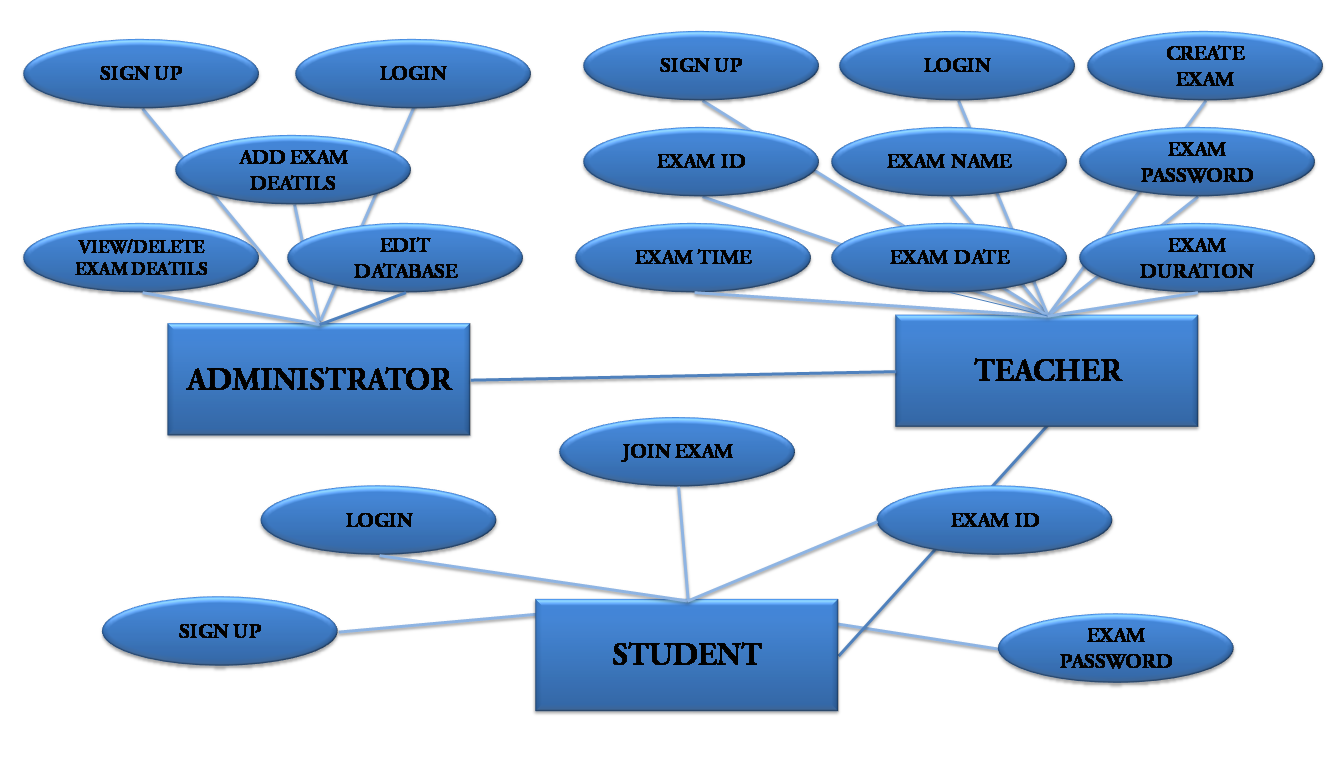 SIGN UP
LOGIN
ADD EXAM
DEATILS
VIEW/DELETE
EXAM DEATILS
EDIT
DATABASE
ADMINISTRATOR
SIGN UP
LOGIN
CREATE
EXAM
EXAM ID
EXAM NAME
EXAM
PASSWORD
EXAM TIME
EXAM DATE
EXAM
DURATION
TEACHER
JOIN EXAM
LOGIN
EXAM ID
SIGN UP
STUDENT
EXAM
PASSWORD